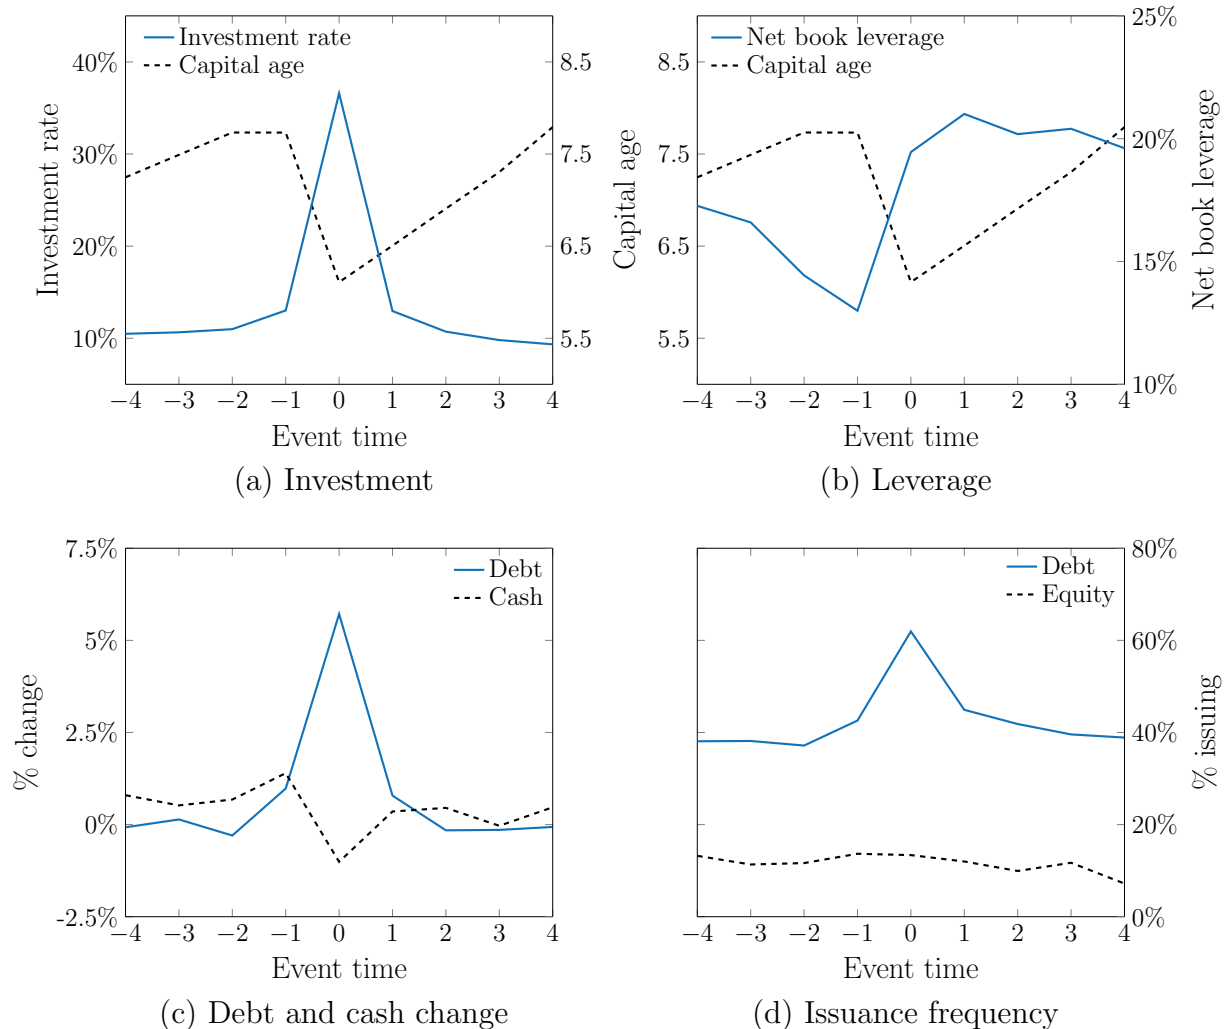 Investment rate
Capital age
40%
30%
20%
10%
8.5
7.5
6.5
5.5
Investment rate
−4 −3 −2 −1 0 1 2 3 4
Event time
(a) Investment
Net book leverage
Capital age
8.5
7.5
6.5
5.5
Capital age
25%
20%
15%
10%
Net book leverage
−4 −3 −2 −1 0 1 2 3 4
Event time
(b) Leverage
Debt
Cash
7.5%
5%
2.5%
0%
-2.5%
% change
−4 −3 −2 −1 0 1 2 3 4
Event time
(c) Debt and cash change
Debt
Equity
80%
60%
40%
20%
0%
% issuing
−4 −3 −2 −1 0 1 2 3 4
Event time
(d) Issuance frequency